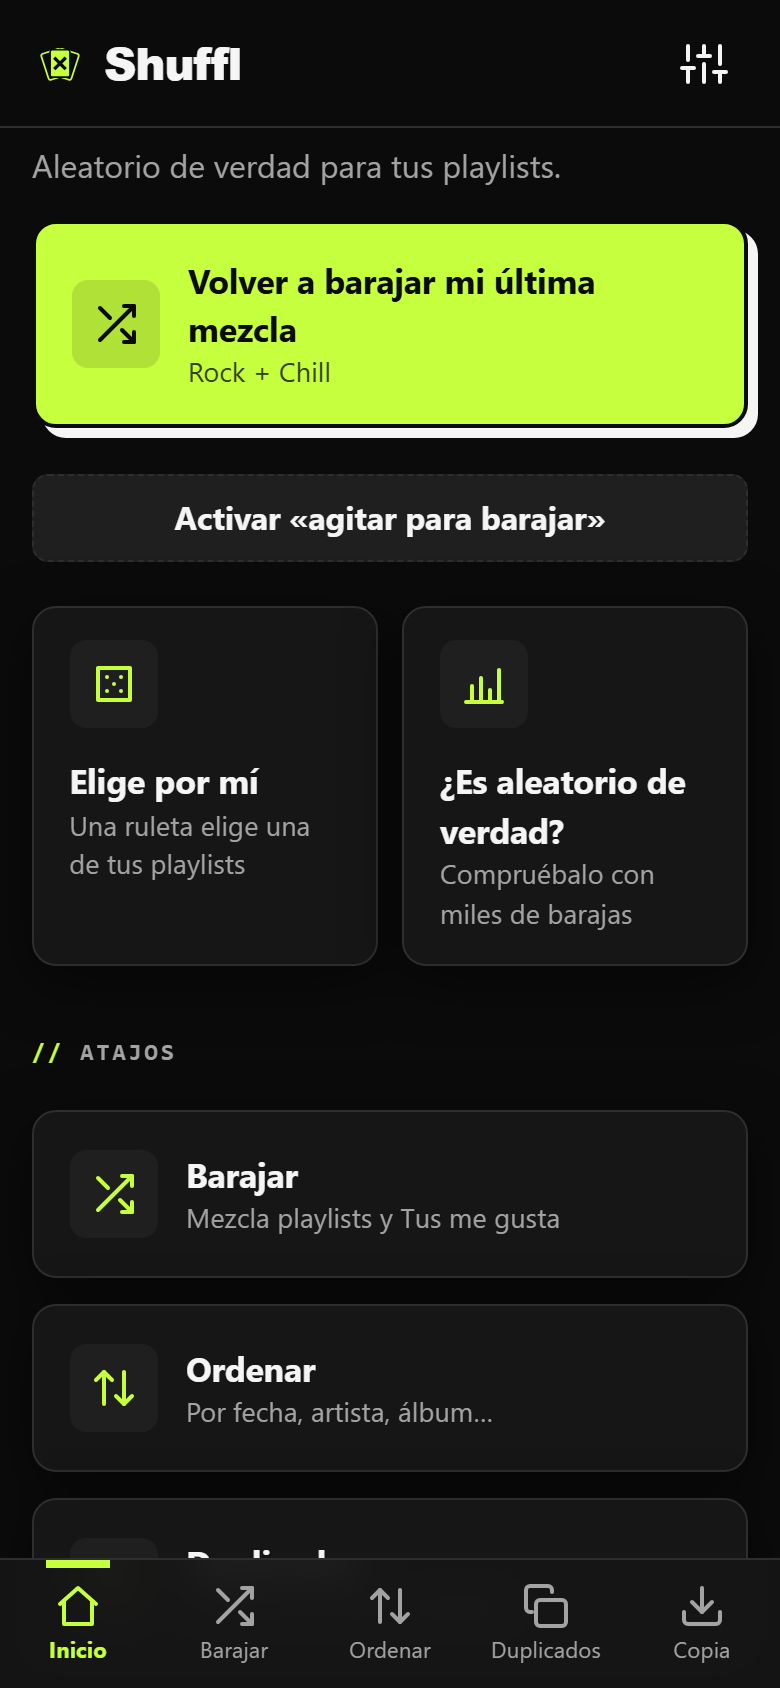 Shuffl
Aleatorio de verdad para tus playlists.
Volver a barajar mi última
mezcla
Rock + Chill
Activar «agitar para barajar»
Elige por mí
Una ruleta elige una
de tus playlists
¿Es aleatorio de
verdad?
Compruébalo con
miles de barajas
// ATAJOS
Barajar
Mezcla playlists y Tus me gusta
Ordenar
Por fecha, artista, álbum...
Inicio
Barajar
Ordenar
Duplicados
Copia